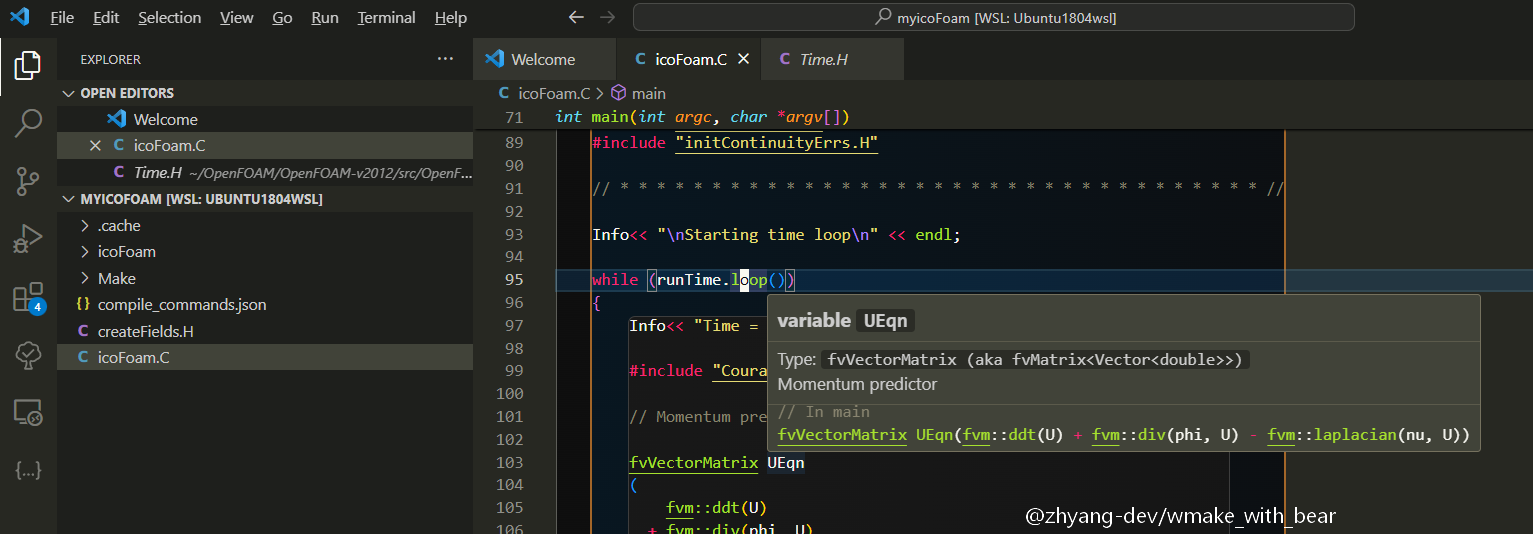 File Edit Selection View Go Run Terminal Help
myicoFoam [WSL: Ubuntu1804wsl]
EXPLORER
OPEN EDITORS
Welcome
icoFoam.C
Time.H ~/OpenFOAM/OpenFOAM-v2012/src/OpenF...
MYICOFOAM [WSL: UBUNTU1804WSL]
.cache
icoFoam
Make
{} compile_commands.json
C createFields.H
C icoFoam.C
4
{...}
Welcome C icoFoam.C × C Time.H
C icoFoam.C > main
71 int main(int argc, char *argv[])
89 #include "initContinuityErrs.H"
90
91 // * * * * * * * * * * * * * * * * * * * * * * * * * * * * * * * * * * * //
92
93 Info<< "\nStarting time loop\n" << endl;
94
95 while (runTime.loop())
96 {
97 Info<< "Time =
98
99 #include "Coura
100
101 // Momentum pre
102
103 fvVectorMatrix UEqn
104 (
105 fvm::ddt(U)
106 + fvm::div(phi, U)
variable UEqn
Type: fvVectorMatrix (aka fvMatrix<Vector<double>>)
Momentum predictor
// In main
fvVectorMatrix UEqn(fvm::ddt(U) + fvm::div(phi, U) - fvm::laplacian(nu, U))
@zhyang-dev/wmake_with_bear